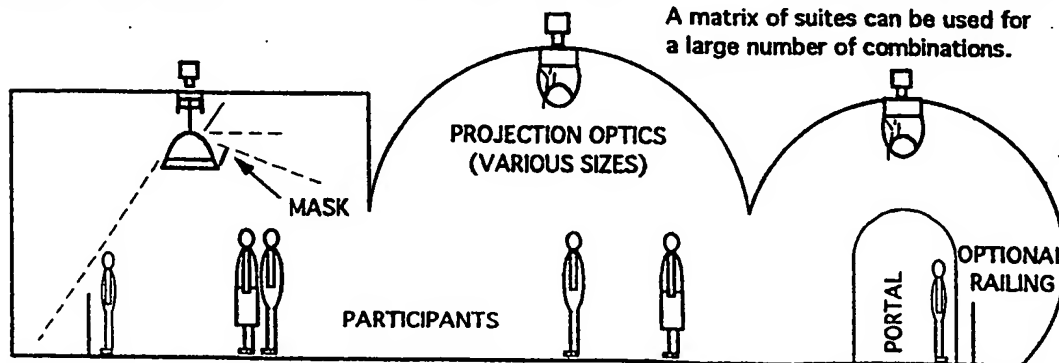 A matrix of suites can be used for
a large number of combinations.
PROJECTION OPTICS
(VARIOUS SIZES)
MASK
PARTICIPANTS
PORTAL
OPTIONAL
RAILING